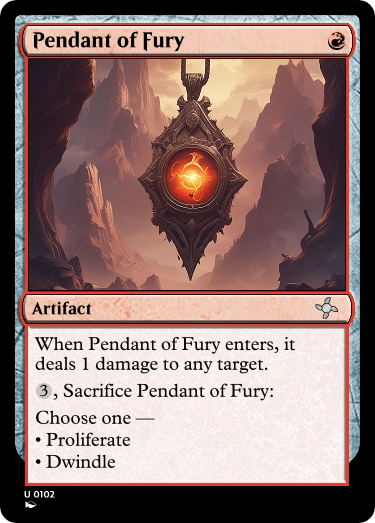 Pendant of Fury
Artifact
When Pendant of Fury enters, it
deals 1 damage to any target.
3, Sacrifice Pendant of Fury:
Choose one —
• Proliferate
• Dwindle
U 0102